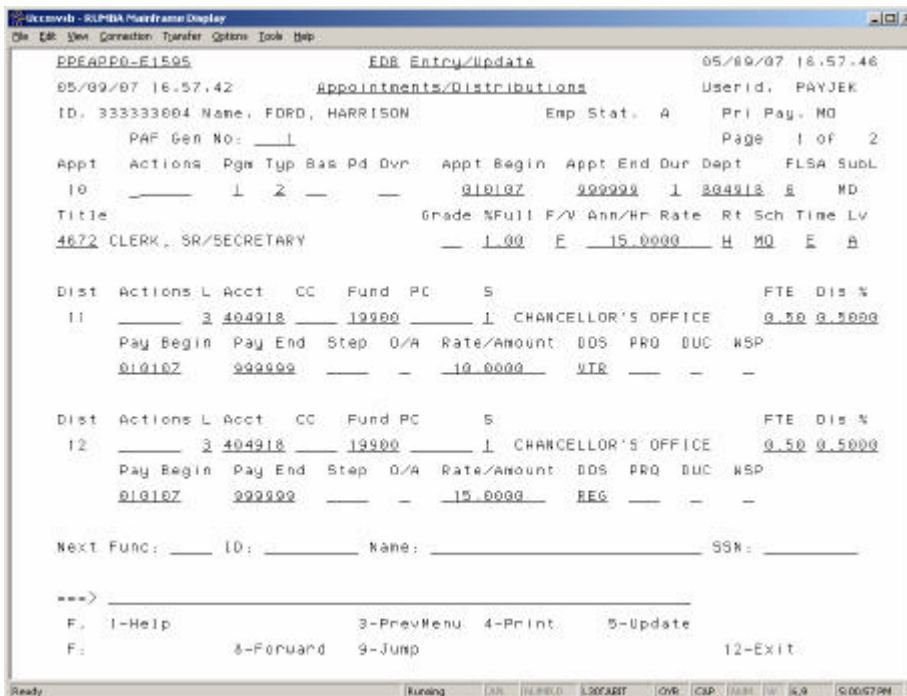 Uccmvsb - RUMBA Mainframe Display
File Edit View Connection Transfer Options Tools Help
PPEAPP0-E1595 EDB Entry/Update 05/09/07 16.57.46
05/09/07 16.57.42 Appointments/Distributions Userid. PAYJEK
ID. 333333004 Name. FORD, HARRISON Emp Stat. A Pri Pay. MO
PAF Gen No: 1 Page 1 of 2
Appt Actions Pgm Typ Bas Pd Ovr Appt Begin Appt End Dur Dept FLSA SubL
10 1 2 010107 999999 1 804918 MD
Title Grade %Full F/V Ann/Hr Rate Rt Sch Time Lv
4672 CLERK, SR/SECRETARY 1.00 F 15.0000 H MO E A
Dist Actions L Acct CC Fund PC S FTE Dis %
11 3 404918 19900 1 CHANCELLOR'S OFFICE 0.50 0.5000
Pay Begin Pay End Step O/A Rate/Amount DOS PRQ DUC WSP
010107 999999 10.0000 VTR
Dist Actions L Acct CC Fund PC S FTE Dis %
12 3 404918 19900 1 CHANCELLOR'S OFFICE 0.50 0.5000
Pay Begin Pay End Step O/A Rate/Amount DOS PRQ DUC WSP
010107 999999 15.0000 REG
Next Func: ID: Name: SSN:
===>
F. 1-Help 3-PrevMenu 4-Print 5-Update
F: 8-Forward 9-Jump 12-Exit
Ready Running OVR CAP NUM 5:00:57 PM